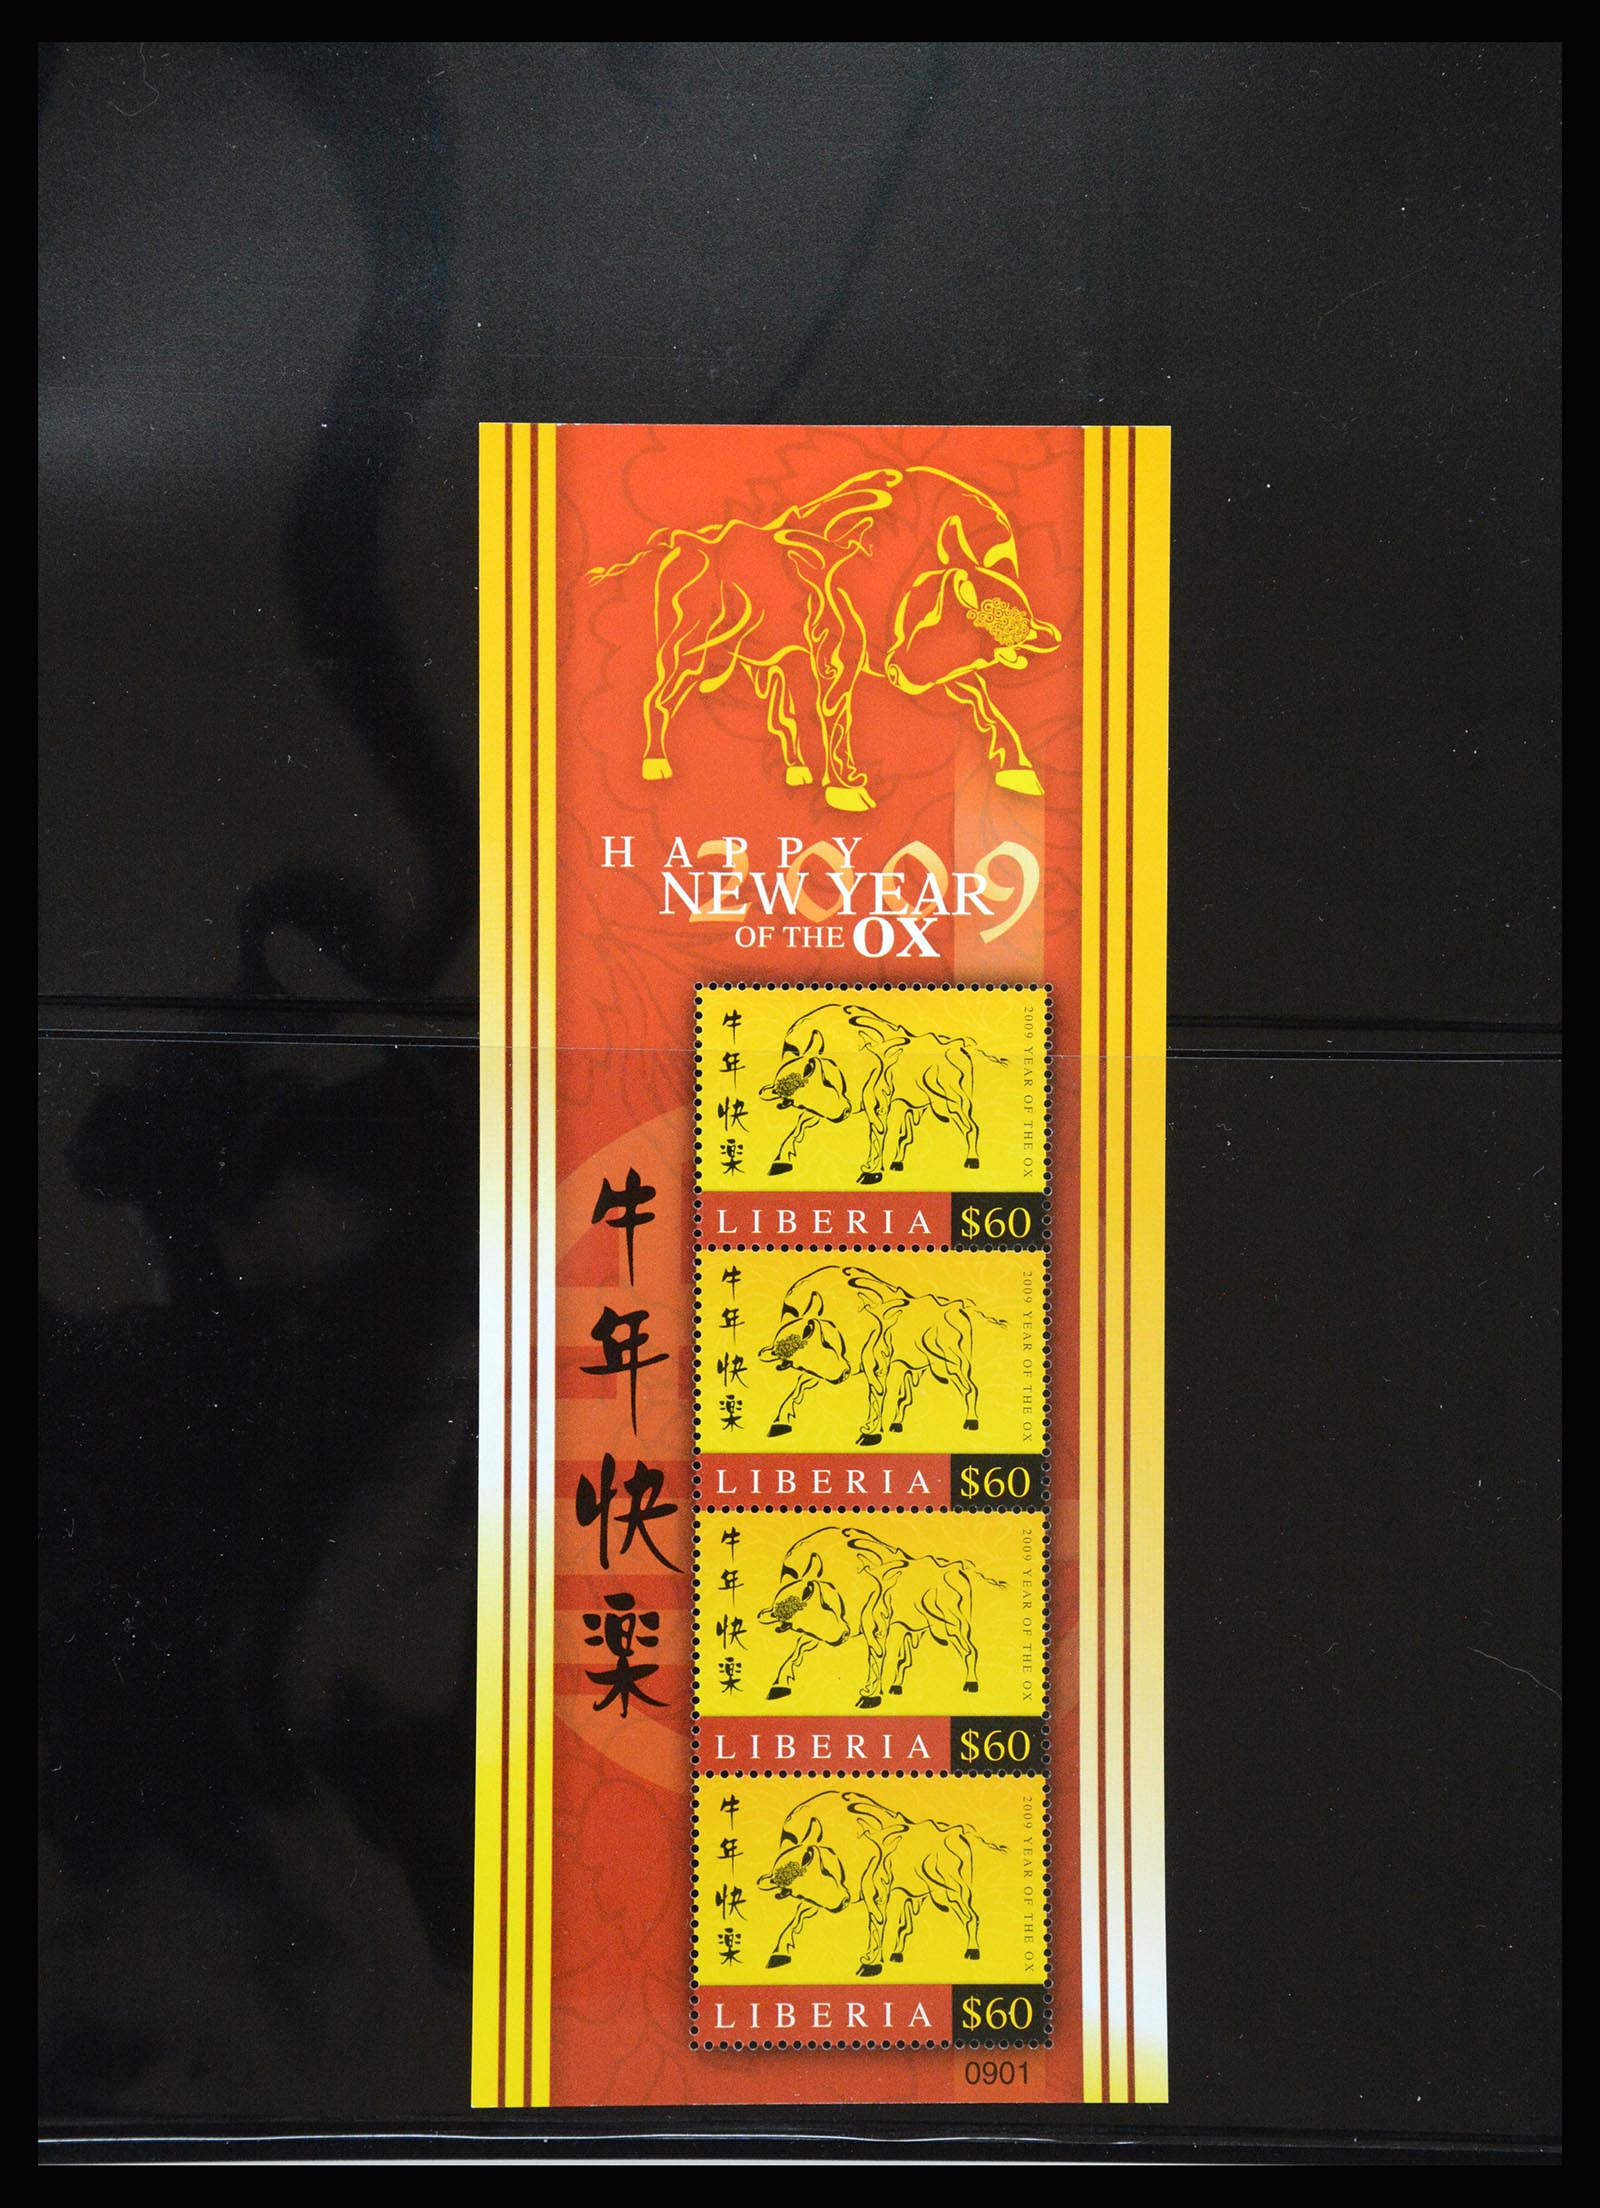 HAPPY
2009
NEW YEAR
OF THE OX
牛年快楽
牛年快楽
2009 YEAR OF THE OX
LIBERIA $60
牛年快楽
2009 YEAR OF THE OX
LIBERIA $60
牛年快楽
2009 YEAR OF THE OX
LIBERIA $60
牛年快楽
2009 YEAR OF THE OX
LIBERIA $60
0901